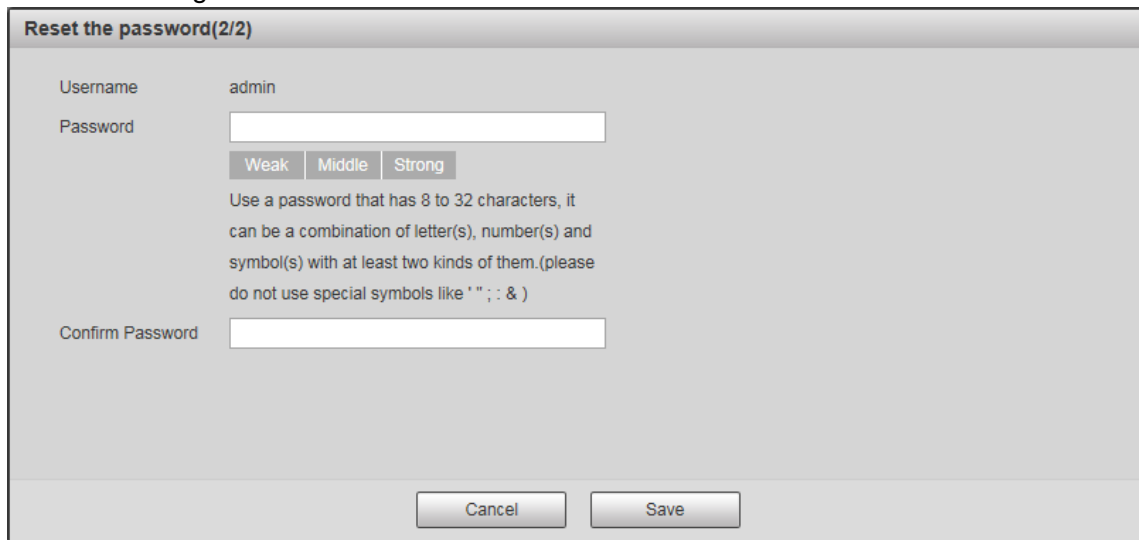 Reset the password(2/2)
Username admin
Password
Weak Middle Strong
Use a password that has 8 to 32 characters, it
can be a combination of letter(s), number(s) and
symbol(s) with at least two kinds of them.(please
do not use special symbols like ' " ; : & )
Confirm Password
Cancel Save